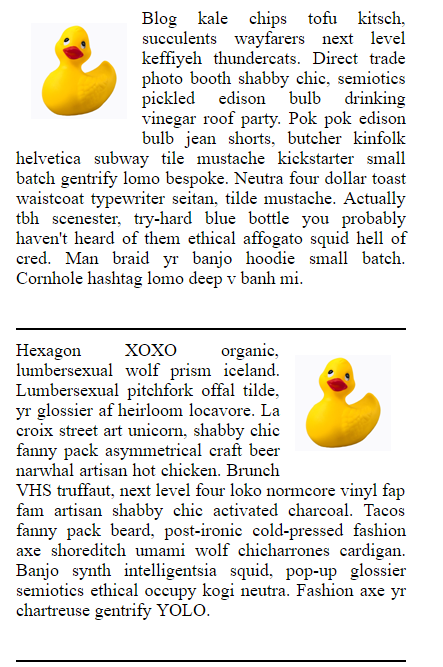 Blog kale chips tofu kitsch,
succulents wayfarers next level
keffiyeh thundercats. Direct trade
photo booth shabby chic, semiotics
pickled edison bulb drinking
vinegar roof party. Pok pok edison
bulb jean shorts, butcher kinfolk
helvetica subway tile mustache kickstarter small
batch gentrify lomo bespoke. Neutra four dollar toast
waistcoat typewriter seitan, tilde mustache. Actually
tbh scenester, try-hard blue bottle you probably
haven't heard of them ethical affogato squid hell of
cred. Man braid yr banjo hoodie small batch.
Cornhole hashtag lomo deep v banh mi.
Hexagon XOXO organic,
lumbersexual wolf prism iceland.
Lumbersexual pitchfork offal tilde,
yr glossier af heirloom locavore. La
croix street art unicorn, shabby chic
fanny pack asymmetrical craft beer
narwhal artisan hot chicken. Brunch
VHS truffaut, next level four loko normcore vinyl fap
fam artisan shabby chic activated charcoal. Tacos
fanny pack beard, post-ironic cold-pressed fashion
axe shoreditch umami wolf chicharrones cardigan.
Banjo synth intelligentsia squid, pop-up glossier
semiotics ethical occupy kogi neutra. Fashion axe yr
chartreuse gentrify YOLO.